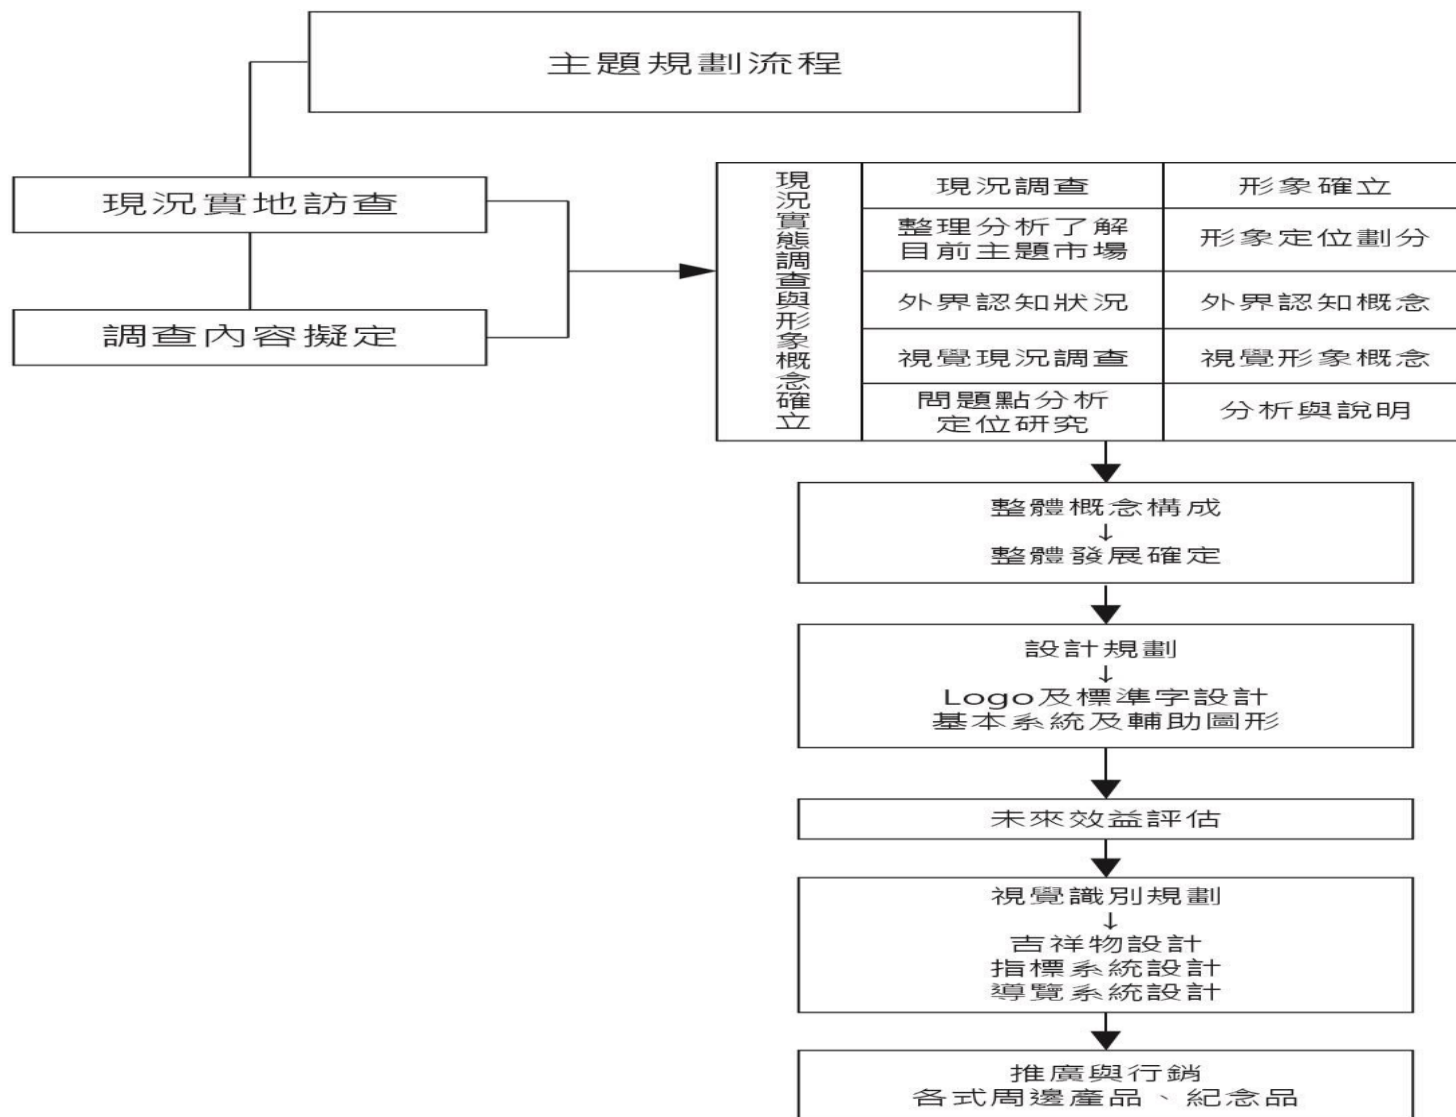 主題規劃流程
現況實地訪查
調查內容擬定
現況實態調查與形象概念確立
現況調查
形象確立
整理分析了解
目前主題市場
形象定位劃分
外界認知狀況
外界認知概念
視覺現況調查
視覺形象概念
問題點分析
定位研究
分析與說明
整體概念構成
↓
整體發展確定
設計規劃
↓
Logo及標準字設計
基本系統及輔助圖形
未來效益評估
視覺識別規劃
↓
吉祥物設計
指標系統設計
導覽系統設計
推廣與行銷
各式周邊產品、紀念品